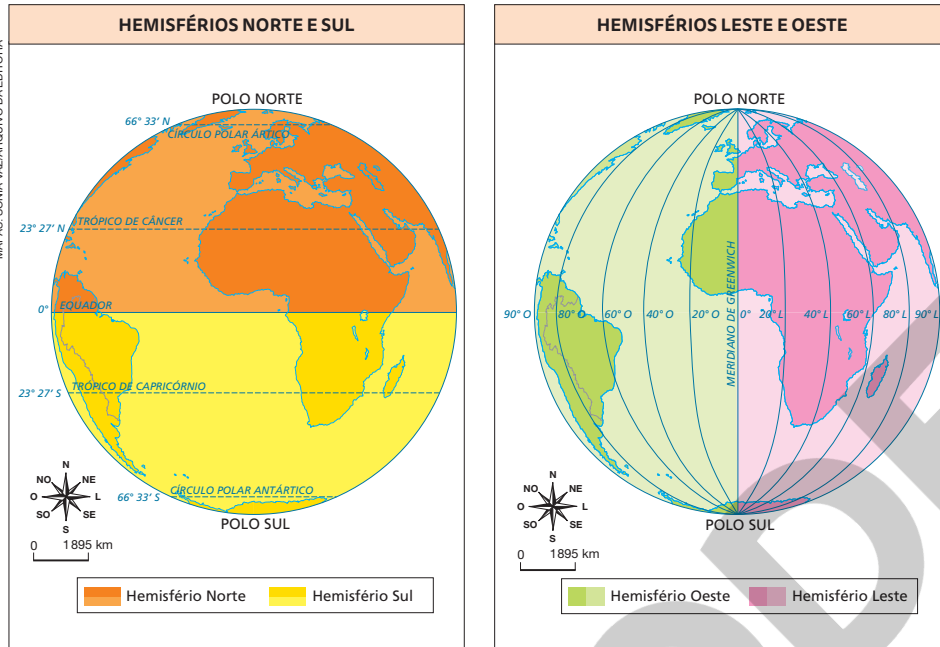 HEMISFÉRIOS NORTE E SUL
POLO NORTE
66° 33’ N
CÍRCULO POLAR ÁRTICO
TRÓPICO DE CÂNCER
23° 27’ N
0°
EQUADOR
TRÓPICO DE CAPRICÓRNIO
23° 27’ S
66° 33’ S
CÍRCULO POLAR ANTÁRTICO
POLO SUL
N
NO NE
O L
SO SE
S
0 1 895 km
Hemisfério Norte Hemisfério Sul
HEMISFÉRIOS LESTE E OESTE
POLO NORTE
MERIDIANO DE GREENWICH
90° O 80° O 60° O 40° O 20° O 0° 20° L 40° L 60° L 80° L 90° L
POLO SUL
N
NO NE
O L
SO SE
S
0 1 895 km
Hemisfério Oeste Hemisfério Leste